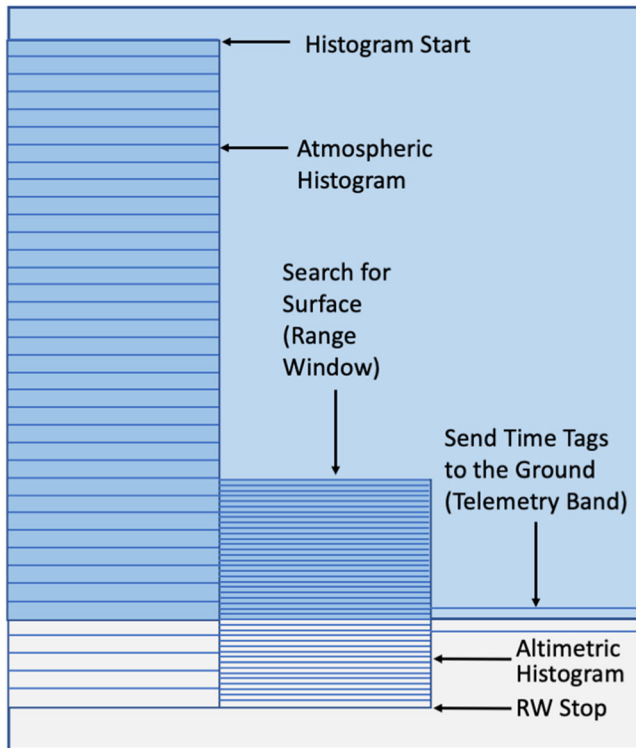 Histogram Start
Atmospheric
Histogram
Search for
Surface
(Range
Window)
Send Time Tags
to the Ground
(Telemetry Band)
Altimetric
Histogram
RW Stop